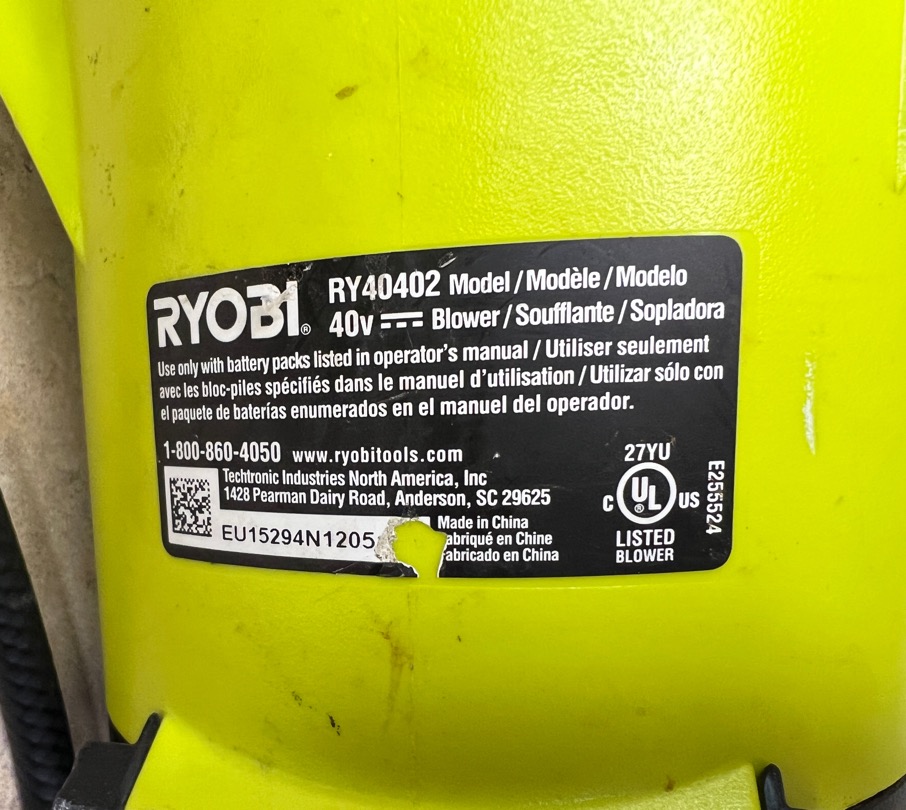 RYOBI®
RY40402 Model / Modèle / Modelo
40v Blower / Soufflante / Sopladora
Use only with battery packs listed in operator's manual / Utiliser seulement
avec les bloc-piles spécifiés dans le manuel d'utilisation / Utilizar sólo con
el paquete de baterías enumerados en el manuel del operador.
1-800-860-4050 www.ryobitools.com
Techtronic Industries North America, Inc
1428 Pearman Dairy Road, Anderson, SC 29625
EU15294N1205
Made in China
abriqué en Chine
abricado en China
27YU
C UL® US
E255524
LISTED
BLOWER